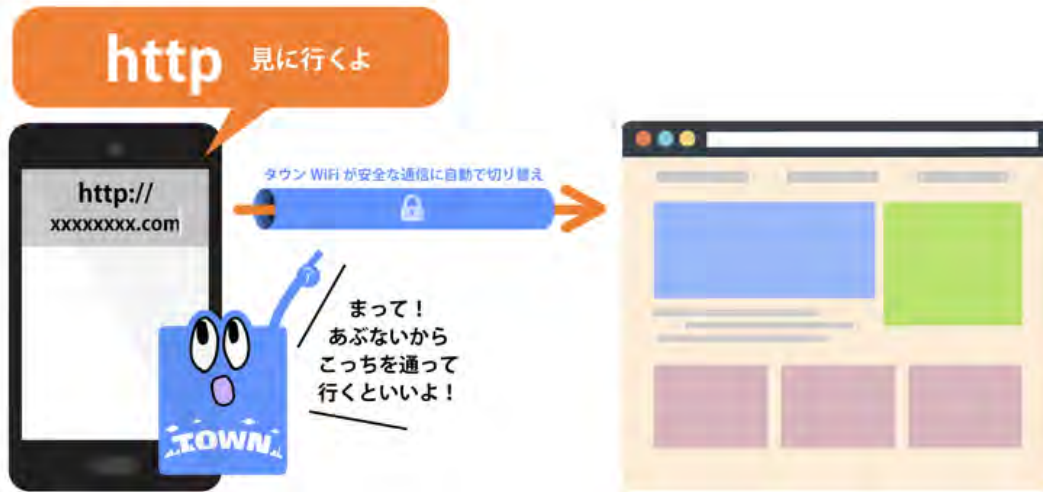 http 見に行くよ
http://
xxxxxxxx.com
タウン WiFi が安全な通信に自動で切り替え
まって！
あぶないから
こっちを通って
行くといいよ！
TOWN